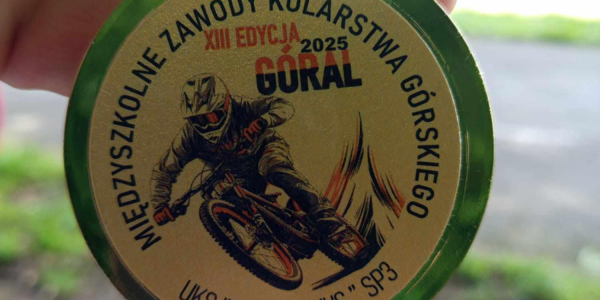 MIĘDZYSZKOLNE ZAWODY KOLARSTWA GÓRSKIEGO
XIII EDYCJA
2025
GÓRAL
UKS SP3